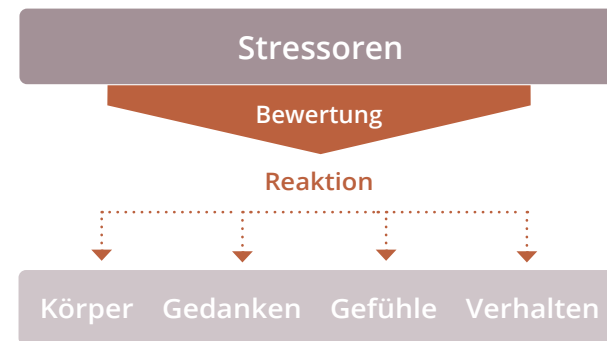 Stressoren
Bewertung
Reaktion
Körper Gedanken Gefühle Verhalten